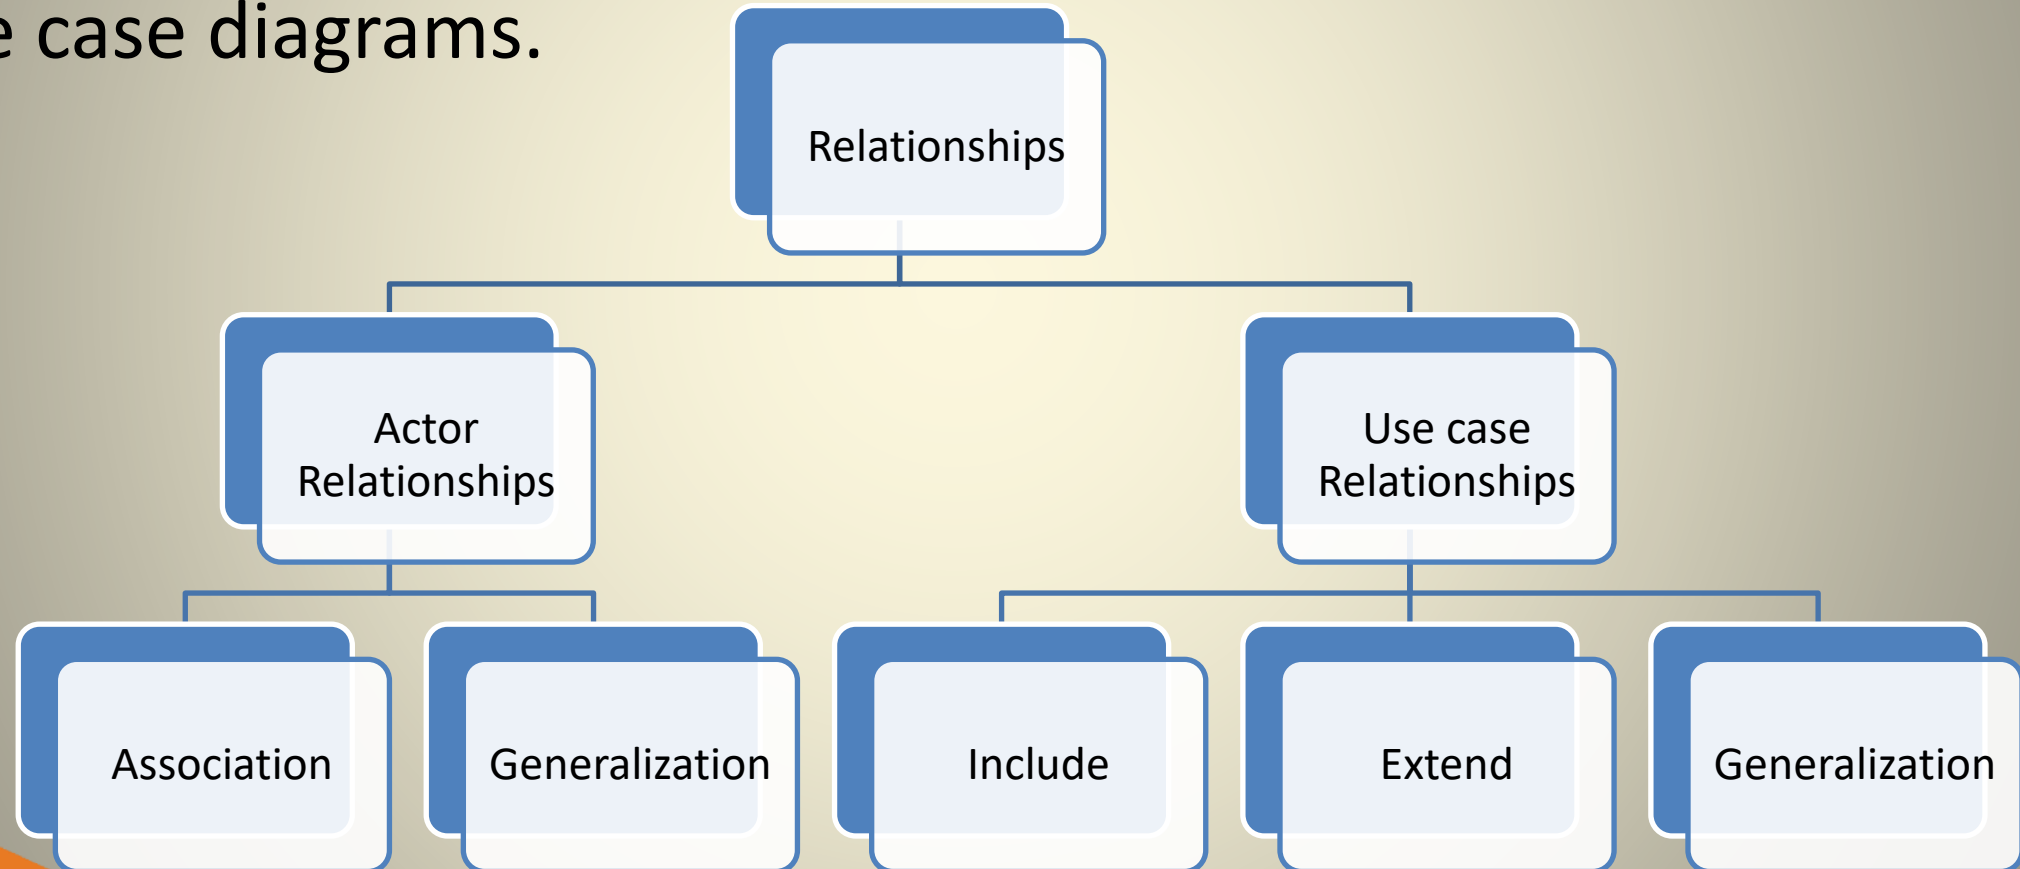 case diagrams.
Relationships
Actor
Relationships
Use case
Relationships
Association
Generalization
Include
Extend
Generalization